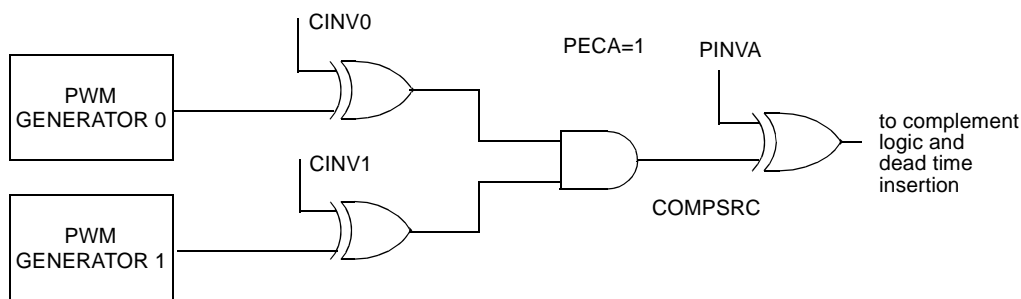 CINV0
PECA=1
PINVA
PWM
GENERATOR 0
to complement
logic and
dead time
insertion
CINV1
COMPSRC
PWM
GENERATOR 1